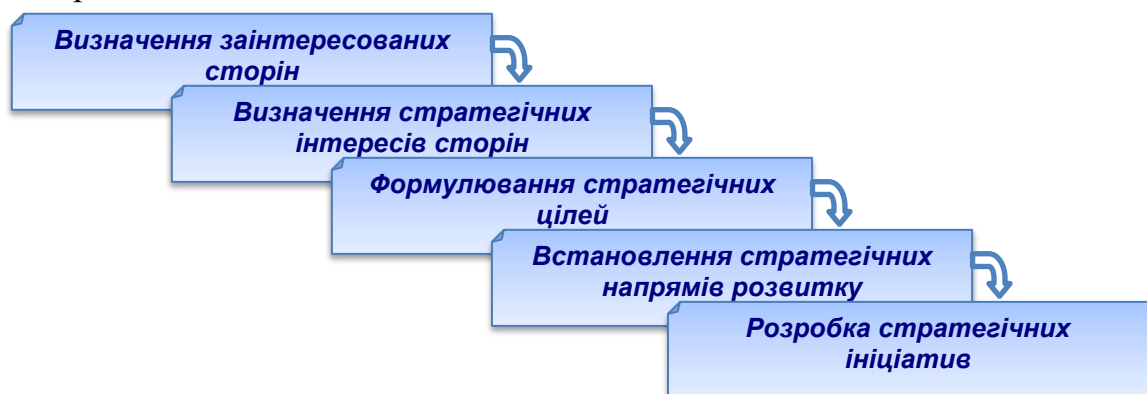 Визначення заінтересованих
сторін
Визначення стратегічних
інтересів сторін
Формулювання стратегічних
цілей
Встановлення стратегічних
напрямів розвитку
Розробка стратегічних
ініціатив